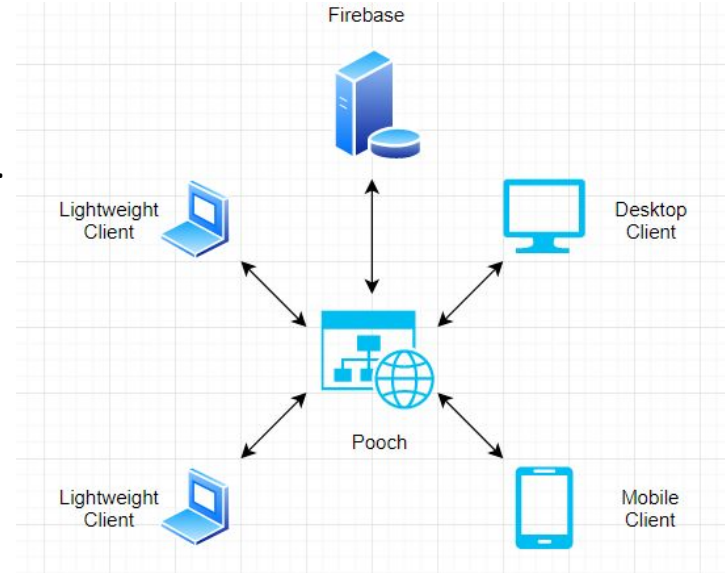 Firebase
Lightweight
Client
Desktop
Client
Pooch
Lightweight
Client
Mobile
Client